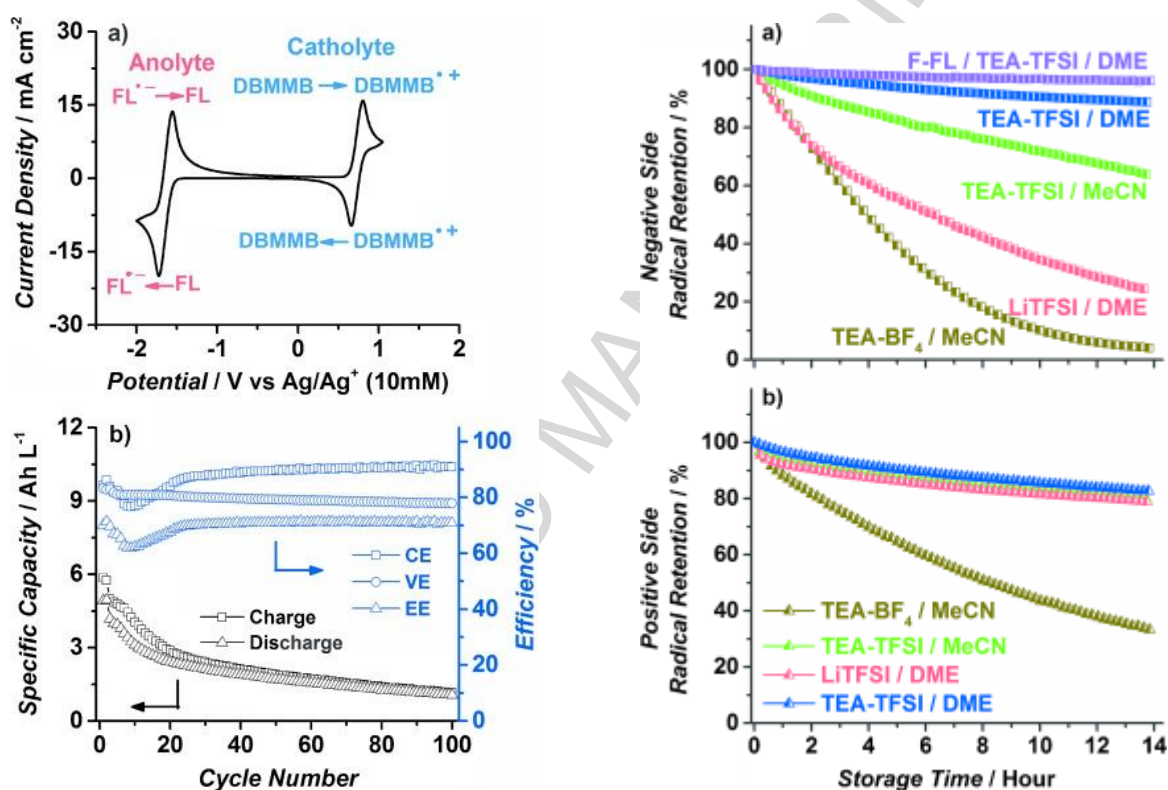 a)
Current Density / mA cm⁻²
30
15
0
-15
-30
Anolyte
FL•− → FL
Catholyte
DBMMB → DBMMB•+
DBMMB ← DBMMB•+
FL•− ← FL
-2
-1
0
1
2
Potential / V vs Ag/Ag⁺ (10mM)
b)
Specific Capacity / Ah L⁻¹
12
9
6
3
0
100
80
60
40
20
0
Efficiency / %
CE
VE
EE
Charge
Discharge
0
20
40
60
80
100
Cycle Number
a)
Negative Side
Radical Retention / %
100
80
60
40
20
0
F-FL / TEA-TFSI / DME
TEA-TFSI / DME
TEA-TFSI / MeCN
LiTFSI / DME
TEA-BF₄ / MeCN
b)
Positive Side
Radical Retention / %
100
80
60
40
20
0
TEA-BF₄ / MeCN
TEA-TFSI / MeCN
LiTFSI / DME
TEA-TFSI / DME
0
2
4
6
8
10
12
14
Storage Time / Hour